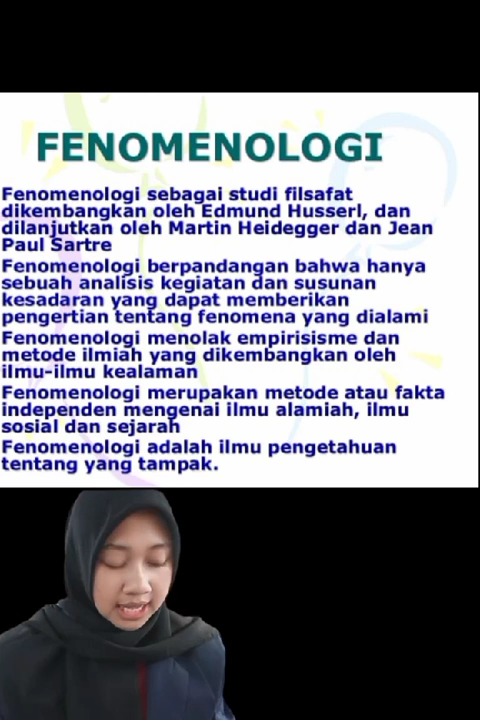 FENOMENOLOGI
Fenomenologi sebagai studi filsafat
dikembangkan oleh Edmund Husserl, dan
dilanjutkan oleh Martin Heidegger dan Jean
Paul Sartre
Fenomenologi berpandangan bahwa hanya
sebuah analisis kegiatan dan susunan
kesadaran yang dapat memberikan
pengertian tentang fenomena yang dialami
Fenomenologi menolak empirisisme dan
metode ilmiah yang dikembangkan oleh
ilmu-ilmu kealaman
Fenomenologi merupakan metode atau fakta
independen mengenai ilmu alamiah, ilmu
sosial dan sejarah
Fenomenologi adalah ilmu pengetahuan
tentang yang tampak.